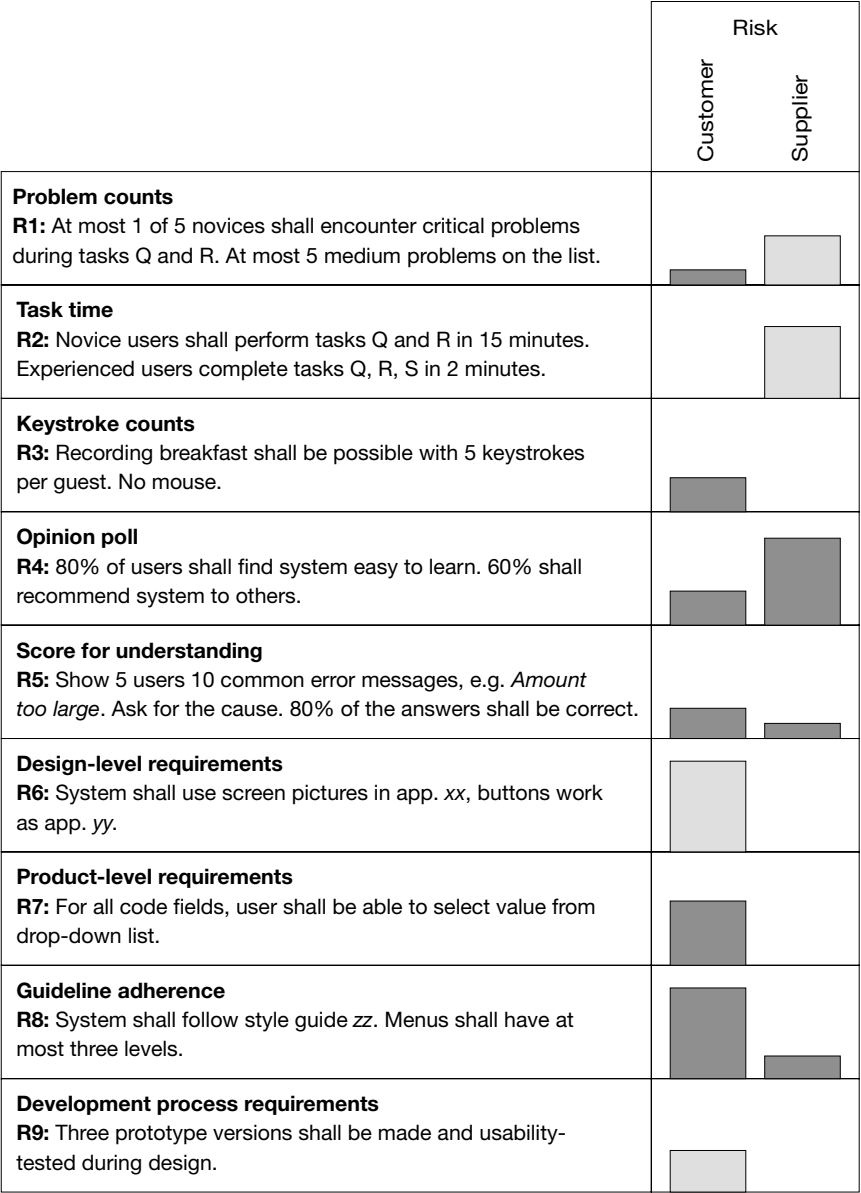 Risk
Customer
Supplier
Problem counts
R1: At most 1 of 5 novices shall encounter critical problems
during tasks Q and R. At most 5 medium problems on the list.
Task time
R2: Novice users shall perform tasks Q and R in 15 minutes.
Experienced users complete tasks Q, R, S in 2 minutes.
Keystroke counts
R3: Recording breakfast shall be possible with 5 keystrokes
per guest. No mouse.
Opinion poll
R4: 80% of users shall find system easy to learn. 60% shall
recommend system to others.
Score for understanding
R5: Show 5 users 10 common error messages, e.g. Amount
too large. Ask for the cause. 80% of the answers shall be correct.
Design-level requirements
R6: System shall use screen pictures in app. xx, buttons work
as app. yy.
Product-level requirements
R7: For all code fields, user shall be able to select value from
drop-down list.
Guideline adherence
R8: System shall follow style guide zz. Menus shall have at
most three levels.
Development process requirements
R9: Three prototype versions shall be made and usability-
tested during design.